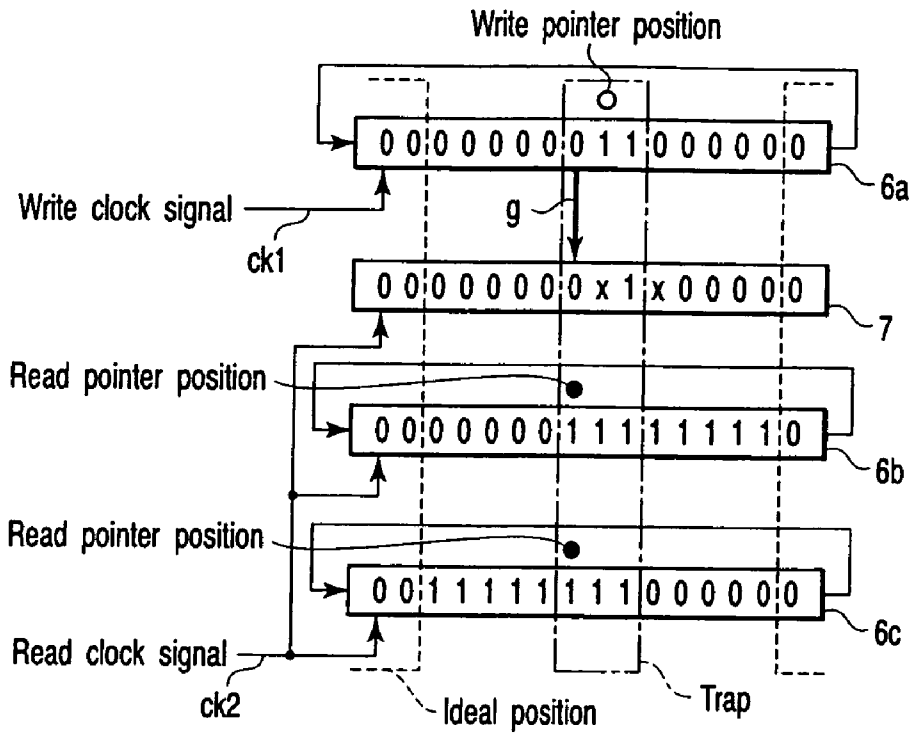 Write pointer position
0 0 0 0 0 0 0 0 1 1 0 0 0 0 0 0
6a
Write clock signal
ck1
g
0 0 0 0 0 0 0 0 x 1 x 0 0 0 0 0
7
Read pointer position
0 0 0 0 0 0 0 1 1 1 1 1 1 1 1 0
6b
Read pointer position
0 0 1 1 1 1 1 1 1 1 0 0 0 0 0 0
6c
Read clock signal
ck2
Ideal position
Trap